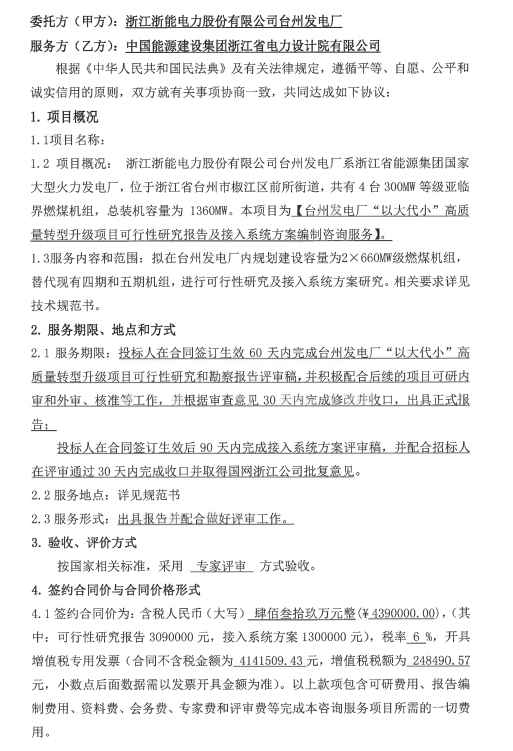 委托方（甲方）：浙江浙能电力股份有限公司台州发电厂
服务方（乙方）：中国能源建设集团浙江省电力设计院有限公司
根据《中华人民共和国民法典》及有关法律规定，遵循平等、自愿、公平和
诚实信用的原则，双方就有关事项协商一致，共同达成如下协议：
1. 项目概况
1.1项目名称：
1.2 项目概况： 浙江浙能电力股份有限公司台州发电厂系浙江省能源集团国家
大型火力发电厂，位于浙江省台州市椒江区前所街道，共有 4 台 300MW 等级亚临
界燃煤机组，总装机容量为 1360MW。本项目为【台州发电厂“以大代小”高质
量转型升级项目可行性研究报告及接入系统方案编制咨询服务】。
1.3服务内容和范围：拟在台州发电厂内规划建设容量为2×660MW级燃煤机组，
替代现有四期和五期机组，进行可行性研究及接入系统方案研究。相关要求详见
技术规范书。
2. 服务期限、地点和方式
2.1 服务期限：投标人在合同签订生效 60 天内完成台州发电厂“以大代小”高
质量转型升级项目可行性研究和勘察报告评审稿，并积极配合后续的项目可研内
审和外审、核准等工作，并根据审查意见 30 天内完成修改并收口，出具正式报
告；
投标人在合同签订生效后 90 天内完成接入系统方案评审稿，并配合招标人
在评审通过 30 天内完成收口并取得国网浙江公司批复意见。
2.2 服务地点：详见规范书
2.3 服务形式：出具报告并配合做好评审工作。
3. 验收、评价方式
按国家相关标准，采用 专家评审 方式验收。
4. 签约合同价与合同价格形式
4.1 签约合同价为：含税人民币（大写） 肆佰叁拾玖万元整(¥ 4390000.00)，（其
中：可行性研究报告 3090000 元，接入系统方案 1300000 元），税率 6 %，开具
增值税专用发票（合同不含税金额为 4141509.43 元，增值税税额为 248490.57
元，小数点后面数据需以发票开具金额为准）。以上款项包含可研费用、报告编
制费用、资料费、会务费、专家费和评审费等完成本咨询服务项目所需的一切费
用。